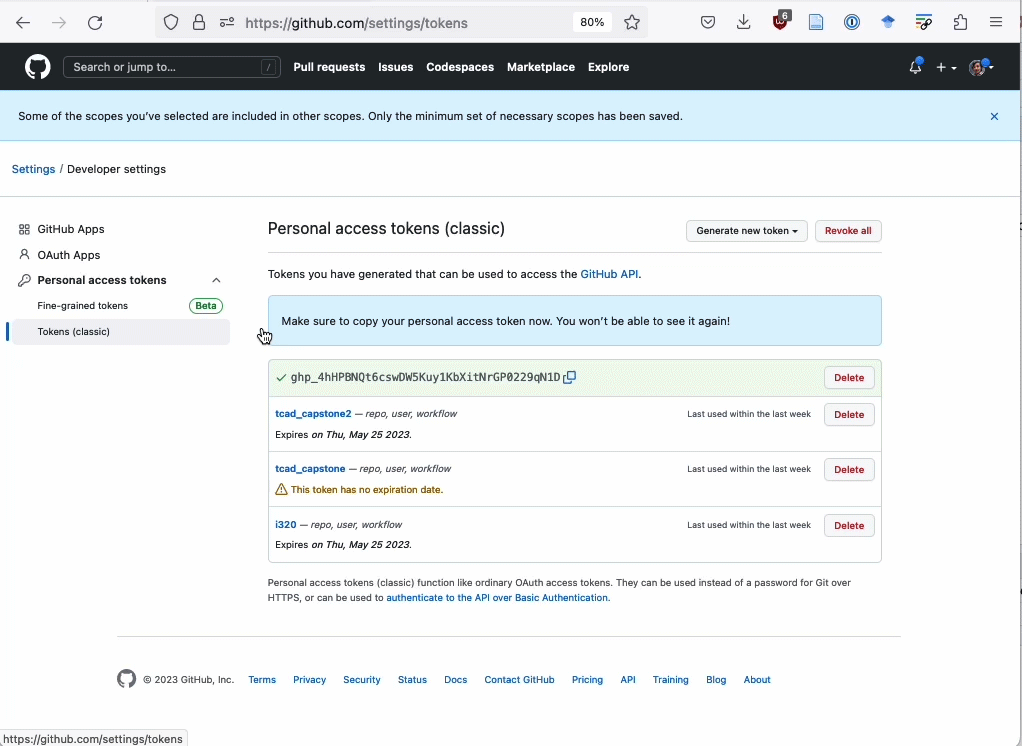 https://github.com/settings/tokens
80%
6
Search or jump to...
/
Pull requests Issues Codespaces Marketplace Explore
Some of the scopes you've selected are included in other scopes. Only the minimum set of necessary scopes has been saved.
Settings / Developer settings
GitHub Apps
OAuth Apps
Personal access tokens
Fine-grained tokens Beta
Tokens (classic)
Personal access tokens (classic)
Generate new token
Revoke all
Tokens you have generated that can be used to access the GitHub API.
Make sure to copy your personal access token now. You won't be able to see it again!
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
Delete
tcad_capstone2 — repo, user, workflow
Last used within the last week
Delete
Expires on Thu, May 25 2023.
tcad_capstone — repo, user, workflow
Last used within the last week
Delete
This token has no expiration date.
i320 — repo, user, workflow
Last used within the last week
Delete
Expires on Thu, May 25 2023.
Personal access tokens (classic) function like ordinary OAuth access tokens. They can be used instead of a password for Git over
HTTPS, or can be used to authenticate to the API over Basic Authentication.
© 2023 GitHub, Inc. Terms Privacy Security Status Docs Contact GitHub Pricing API Training Blog About
https://github.com/settings/tokens